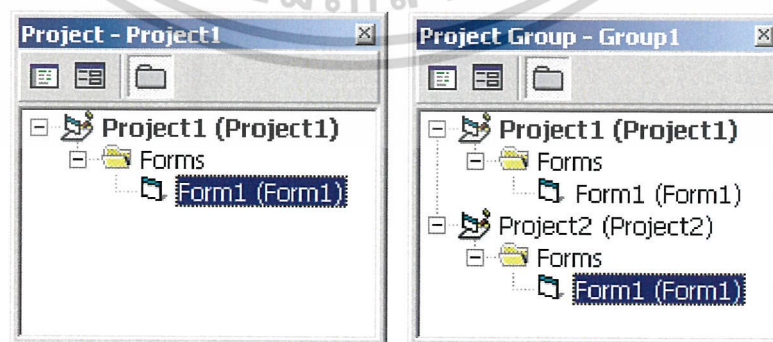 Project - Project1
Project1 (Project1)
Forms
Form1 (Form1)
Project Group - Group1
Project1 (Project1)
Forms
Form1 (Form1)
Project2 (Project2)
Forms
Form1 (Form1)